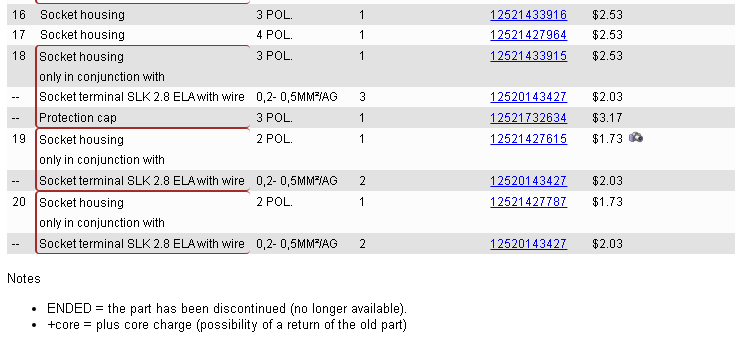 16 Socket housing 3 POL. 1 12521433916 $2.53
17 Socket housing 4 POL. 1 12521427964 $2.53
18 Socket housing 3 POL. 1 12521433915 $2.53
only in conjunction with
-- Socket terminal SLK 2.8 ELA with wire 0,2- 0,5MM²/AG 3 12520143427 $2.03
-- Protection cap 3 POL. 1 12521732634 $3.17
19 Socket housing 2 POL. 1 12521427615 $1.73
only in conjunction with
-- Socket terminal SLK 2.8 ELA with wire 0,2- 0,5MM²/AG 2 12520143427 $2.03
20 Socket housing 2 POL. 1 12521427787 $1.73
only in conjunction with
-- Socket terminal SLK 2.8 ELA with wire 0,2- 0,5MM²/AG 2 12520143427 $2.03
Notes
• ENDED = the part has been discontinued (no longer available).
• +core = plus core charge (possibility of a return of the old part)